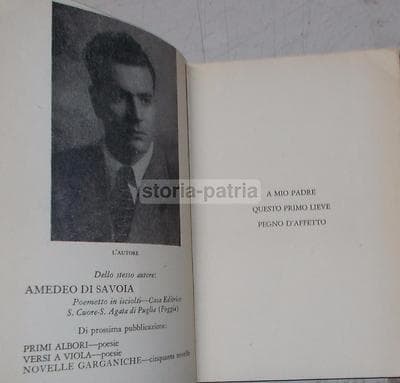 L'AUTORE
Dello stesso autore:
AMEDEO DI SAVOIA
Poemetto in isciolti—Casa Editrice
S. Cuore-S. Agata di Puglia (Foggia)
Di prossima pubblicazione:
PRIMI ALBORI—poesie
VERSI A VIOLA—poesie
NOVELLE GARGANICHE—cinquanta novelle
storia-patria
A MIO PADRE
QUESTO PRIMO LIEVE
PEGNO D'AFFETTO